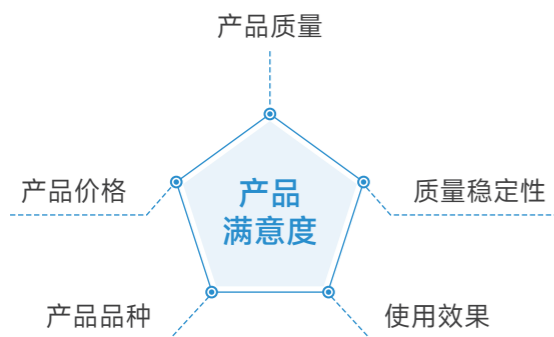 产品质量
产品价格
产品
满意度
质量稳定性
产品品种
使用效果